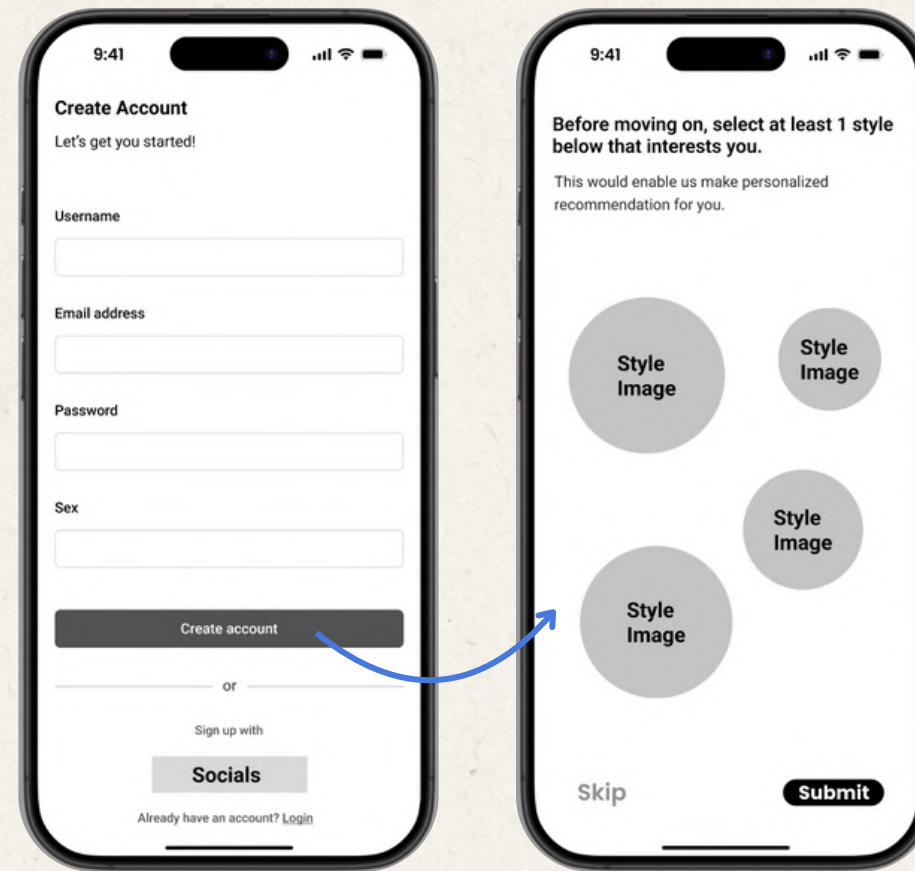 9:41
Create Account
Let's get you started!
Username
Email address
Password
Sex
Create account
or
Sign up with
Socials
Already have an account? Login
9:41
Before moving on, select at least 1 style
below that interests you.
This would enable us make personalized
recommendation for you.
Style
Image
Style
Image
Style
Image
Style
Image
Skip
Submit